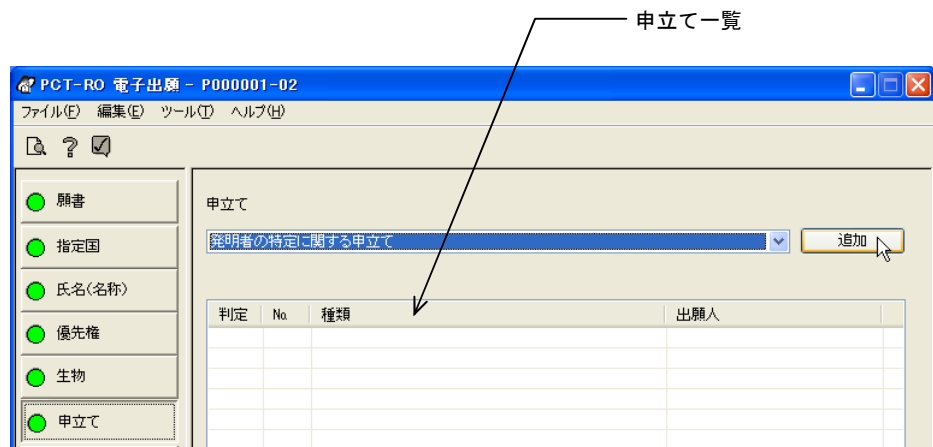 申立て一覧
PCT-RO 電子出願 - P000001-02
ファイル(F) 編集(E) ツール(T) ヘルプ(H)
願書
指定国
氏名(名称)
優先権
生物
申立て
申立て
発明者の特定に関する申立て
追加
判定 No. 種類 出願人